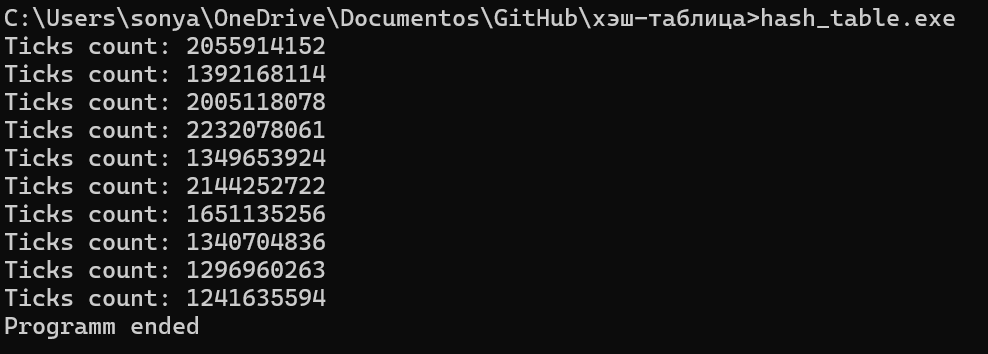 C:\Users\sonya\OneDrive\Documentos\GitHub\хэш-таблица>hash_table.exe
Ticks count: 2055914152
Ticks count: 1392168114
Ticks count: 2005118078
Ticks count: 2232078061
Ticks count: 1349653924
Ticks count: 2144252722
Ticks count: 1651135256
Ticks count: 1340704836
Ticks count: 1296960263
Ticks count: 1241635594
Programm ended